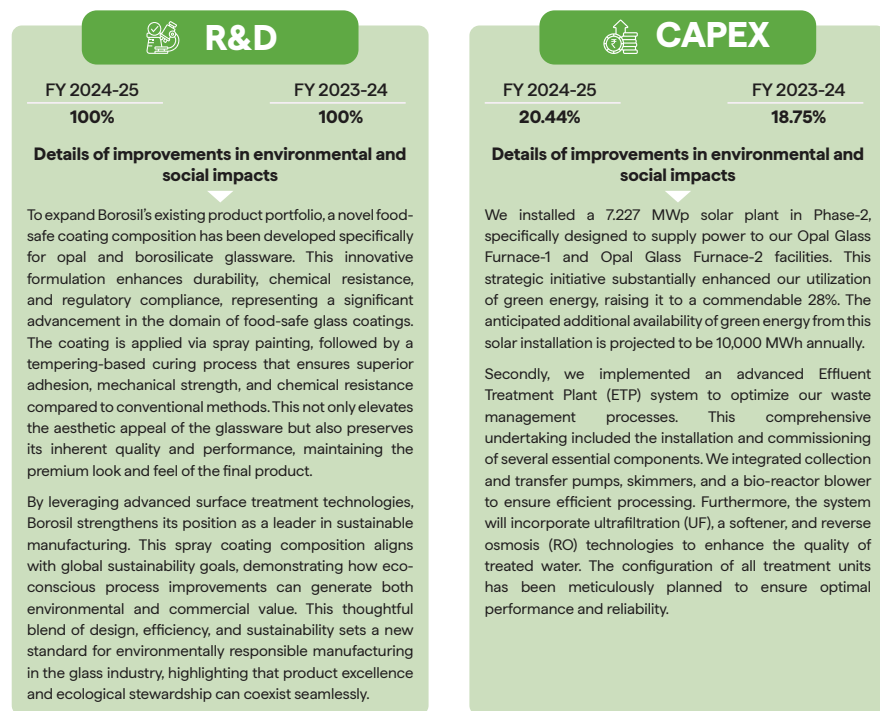 R&D
FY 2024-25
FY 2023-24
100%
100%
Details of improvements in environmental and
social impacts
To expand Borosil's existing product portfolio, a novel food-
safe coating composition has been developed specifically
for opal and borosilicate glassware. This innovative
formulation enhances durability, chemical resistance,
and regulatory compliance, representing a significant
advancement in the domain of food-safe glass coatings.
The coating is applied via spray painting, followed by a
tempering-based curing process that ensures superior
adhesion, mechanical strength, and chemical resistance
compared to conventional methods. This not only elevates
the aesthetic appeal of the glassware but also preserves
its inherent quality and performance, maintaining the
premium look and feel of the final product.
By leveraging advanced surface treatment technologies,
Borosil strengthens its position as a leader in sustainable
manufacturing. This spray coating composition aligns
with global sustainability goals, demonstrating how eco-
conscious process improvements can generate both
environmental and commercial value. This thoughtful
blend of design, efficiency, and sustainability sets a new
standard for environmentally responsible manufacturing
in the glass industry, highlighting that product excellence
and ecological stewardship can coexist seamlessly.
CAPEX
FY 2024-25
FY 2023-24
20.44%
18.75%
Details of improvements in environmental and
social impacts
We installed a 7.227 MWp solar plant in Phase-2,
specifically designed to supply power to our Opal Glass
Furnace-1 and Opal Glass Furnace-2 facilities. This
strategic initiative substantially enhanced our utilization
of green energy, raising it to a commendable 28%. The
anticipated additional availability of green energy from this
solar installation is projected to be 10,000 MWh annually.
Secondly, we implemented an advanced Effluent
Treatment Plant (ETP) system to optimize our waste
management processes. This comprehensive
undertaking included the installation and commissioning
of several essential components. We integrated collection
and transfer pumps, skimmers, and a bio-reactor blower
to ensure efficient processing. Furthermore, the system
will incorporate ultrafiltration (UF), a softener, and reverse
osmosis (RO) technologies to enhance the quality of
treated water. The configuration of all treatment units
has been meticulously planned to ensure optimal
performance and reliability.